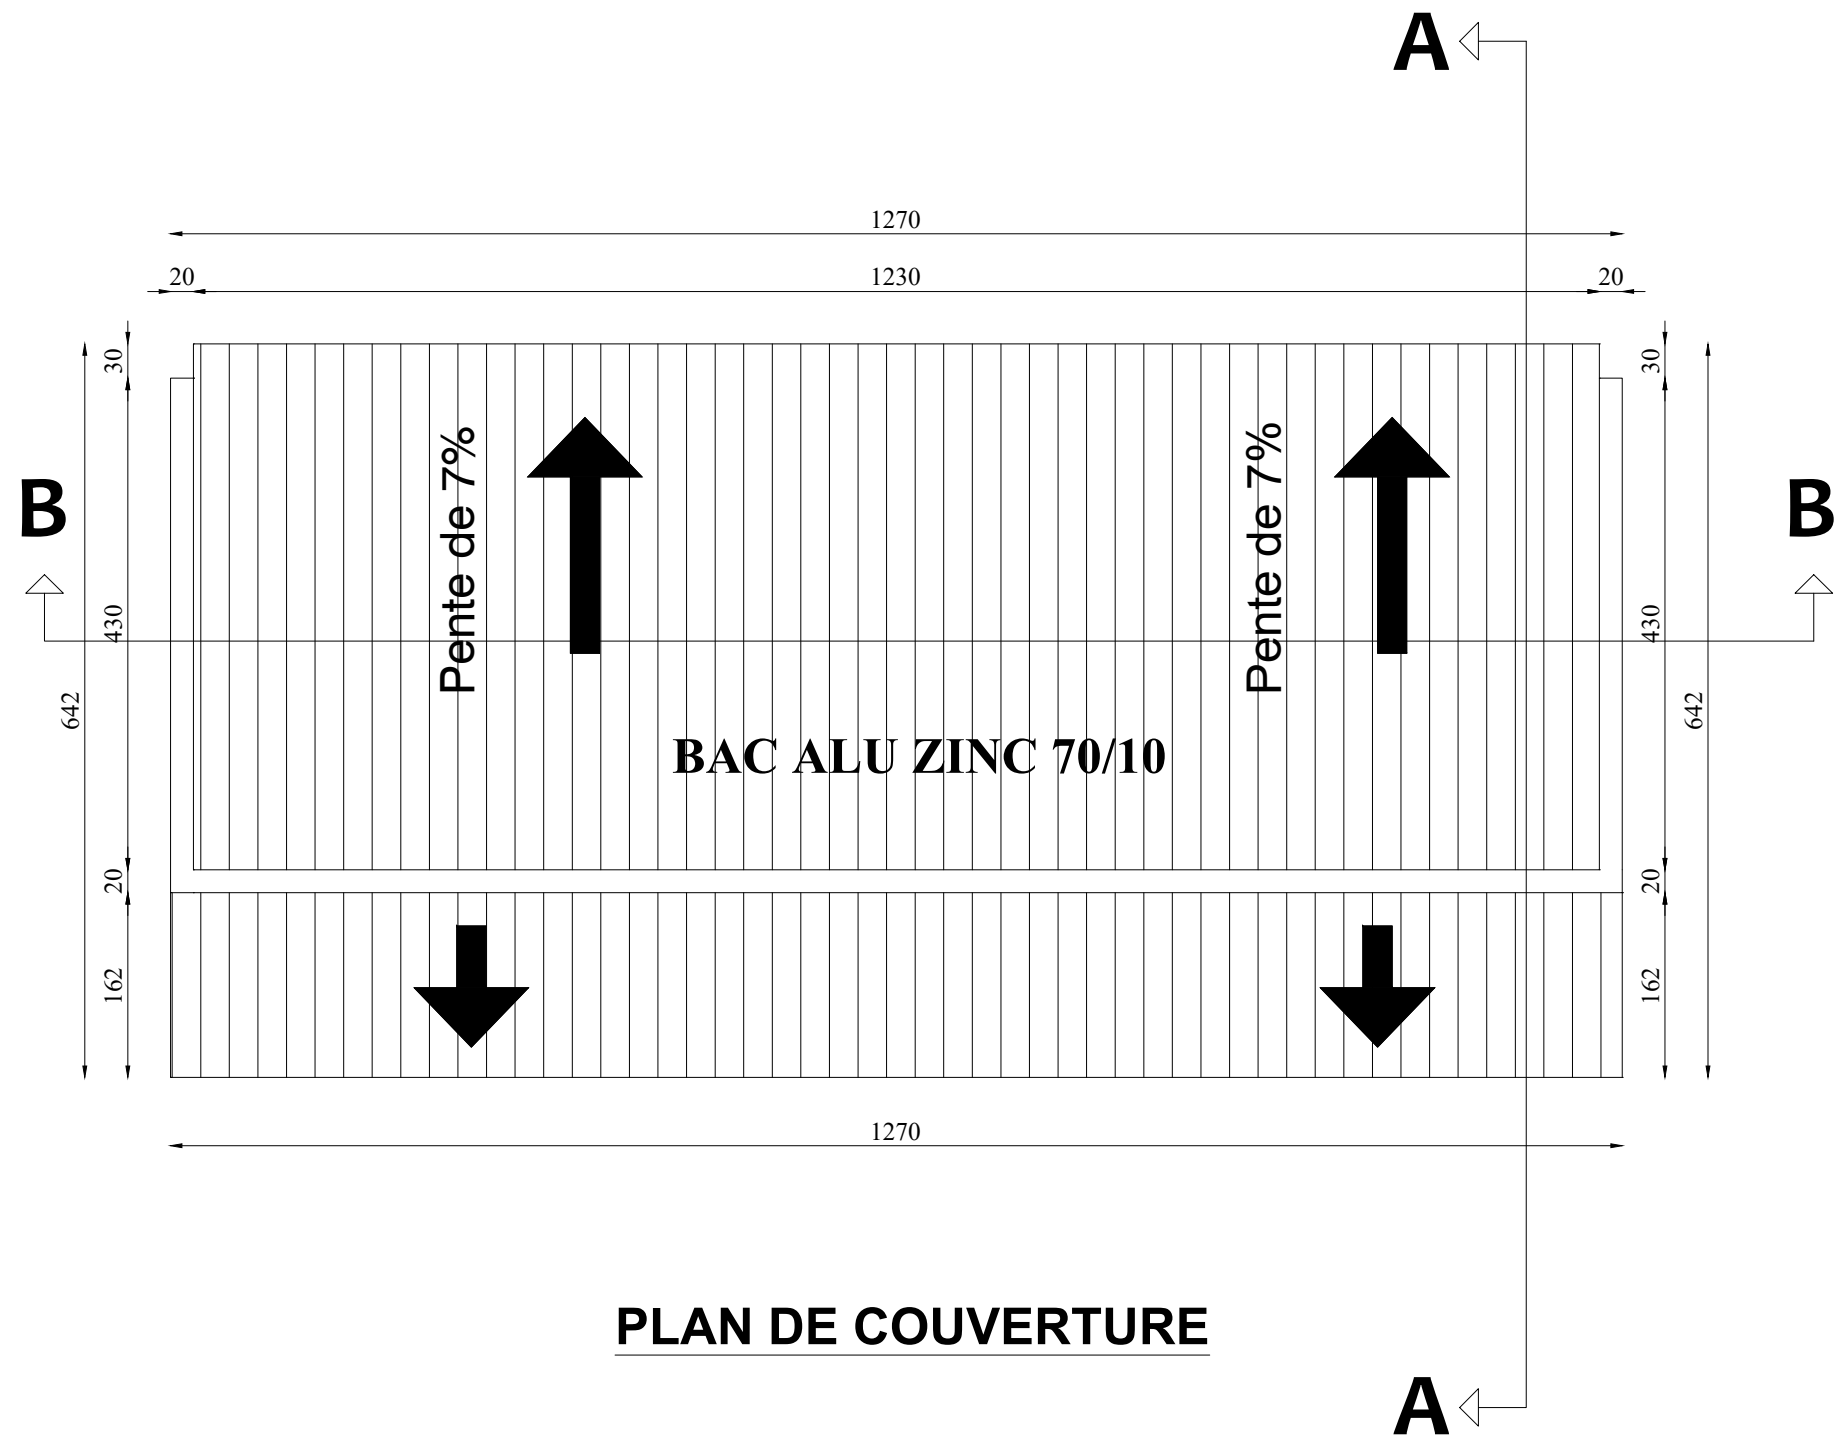 A
1270
20 1230 20
30 30
Pente de 7% Pente de 7%
B B
430 430
642 642
BAC ALU ZINC 70/10
20 20
162 162
1270
PLAN DE COUVERTURE
A